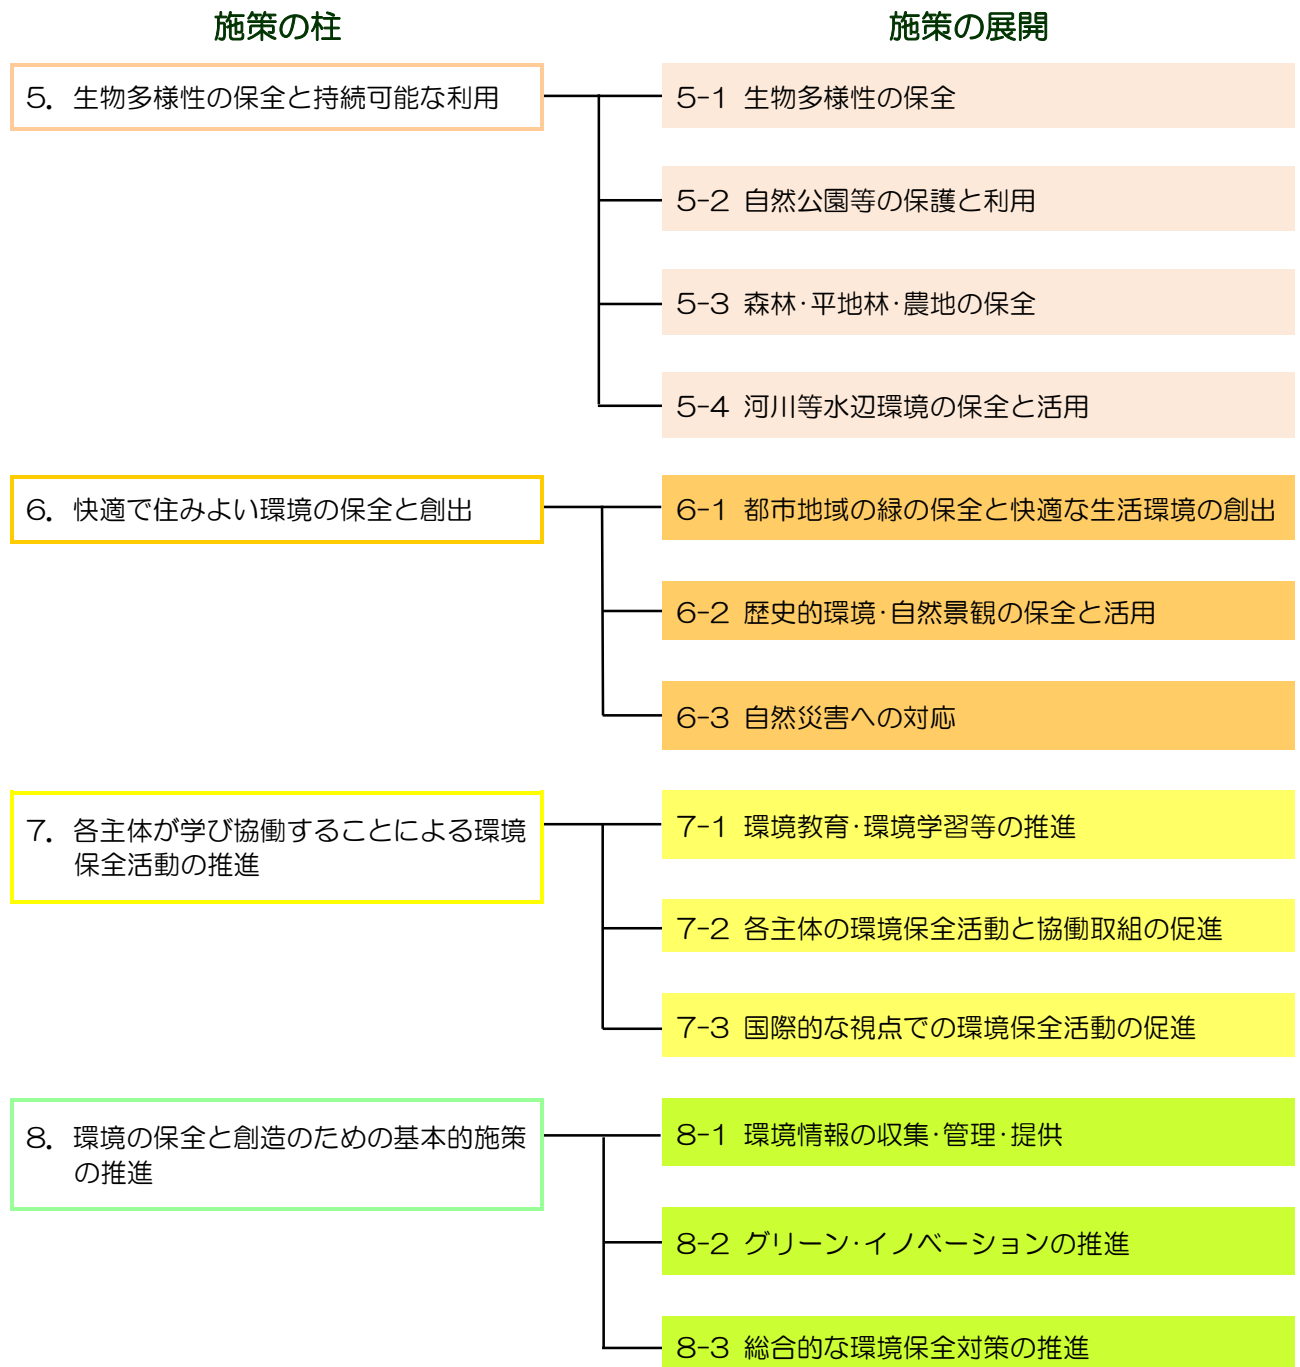 施策の柱
施策の展開
5. 生物多様性の保全と持続可能な利用
5-1 生物多様性の保全
5-2 自然公園等の保護と利用
5-3 森林・平地林・農地の保全
5-4 河川等水辺環境の保全と活用
6. 快適で住みよい環境の保全と創出
6-1 都市地域の緑の保全と快適な生活環境の創出
6-2 歴史的環境・自然景観の保全と活用
6-3 自然災害への対応
7. 各主体が学び協働することによる環境
保全活動の推進
7-1 環境教育・環境学習等の推進
7-2 各主体の環境保全活動と協働取組の促進
7-3 国際的な視点での環境保全活動の促進
8. 環境の保全と創造のための基本的施策
の推進
8-1 環境情報の収集・管理・提供
8-2 グリーン・イノベーションの推進
8-3 総合的な環境保全対策の推進